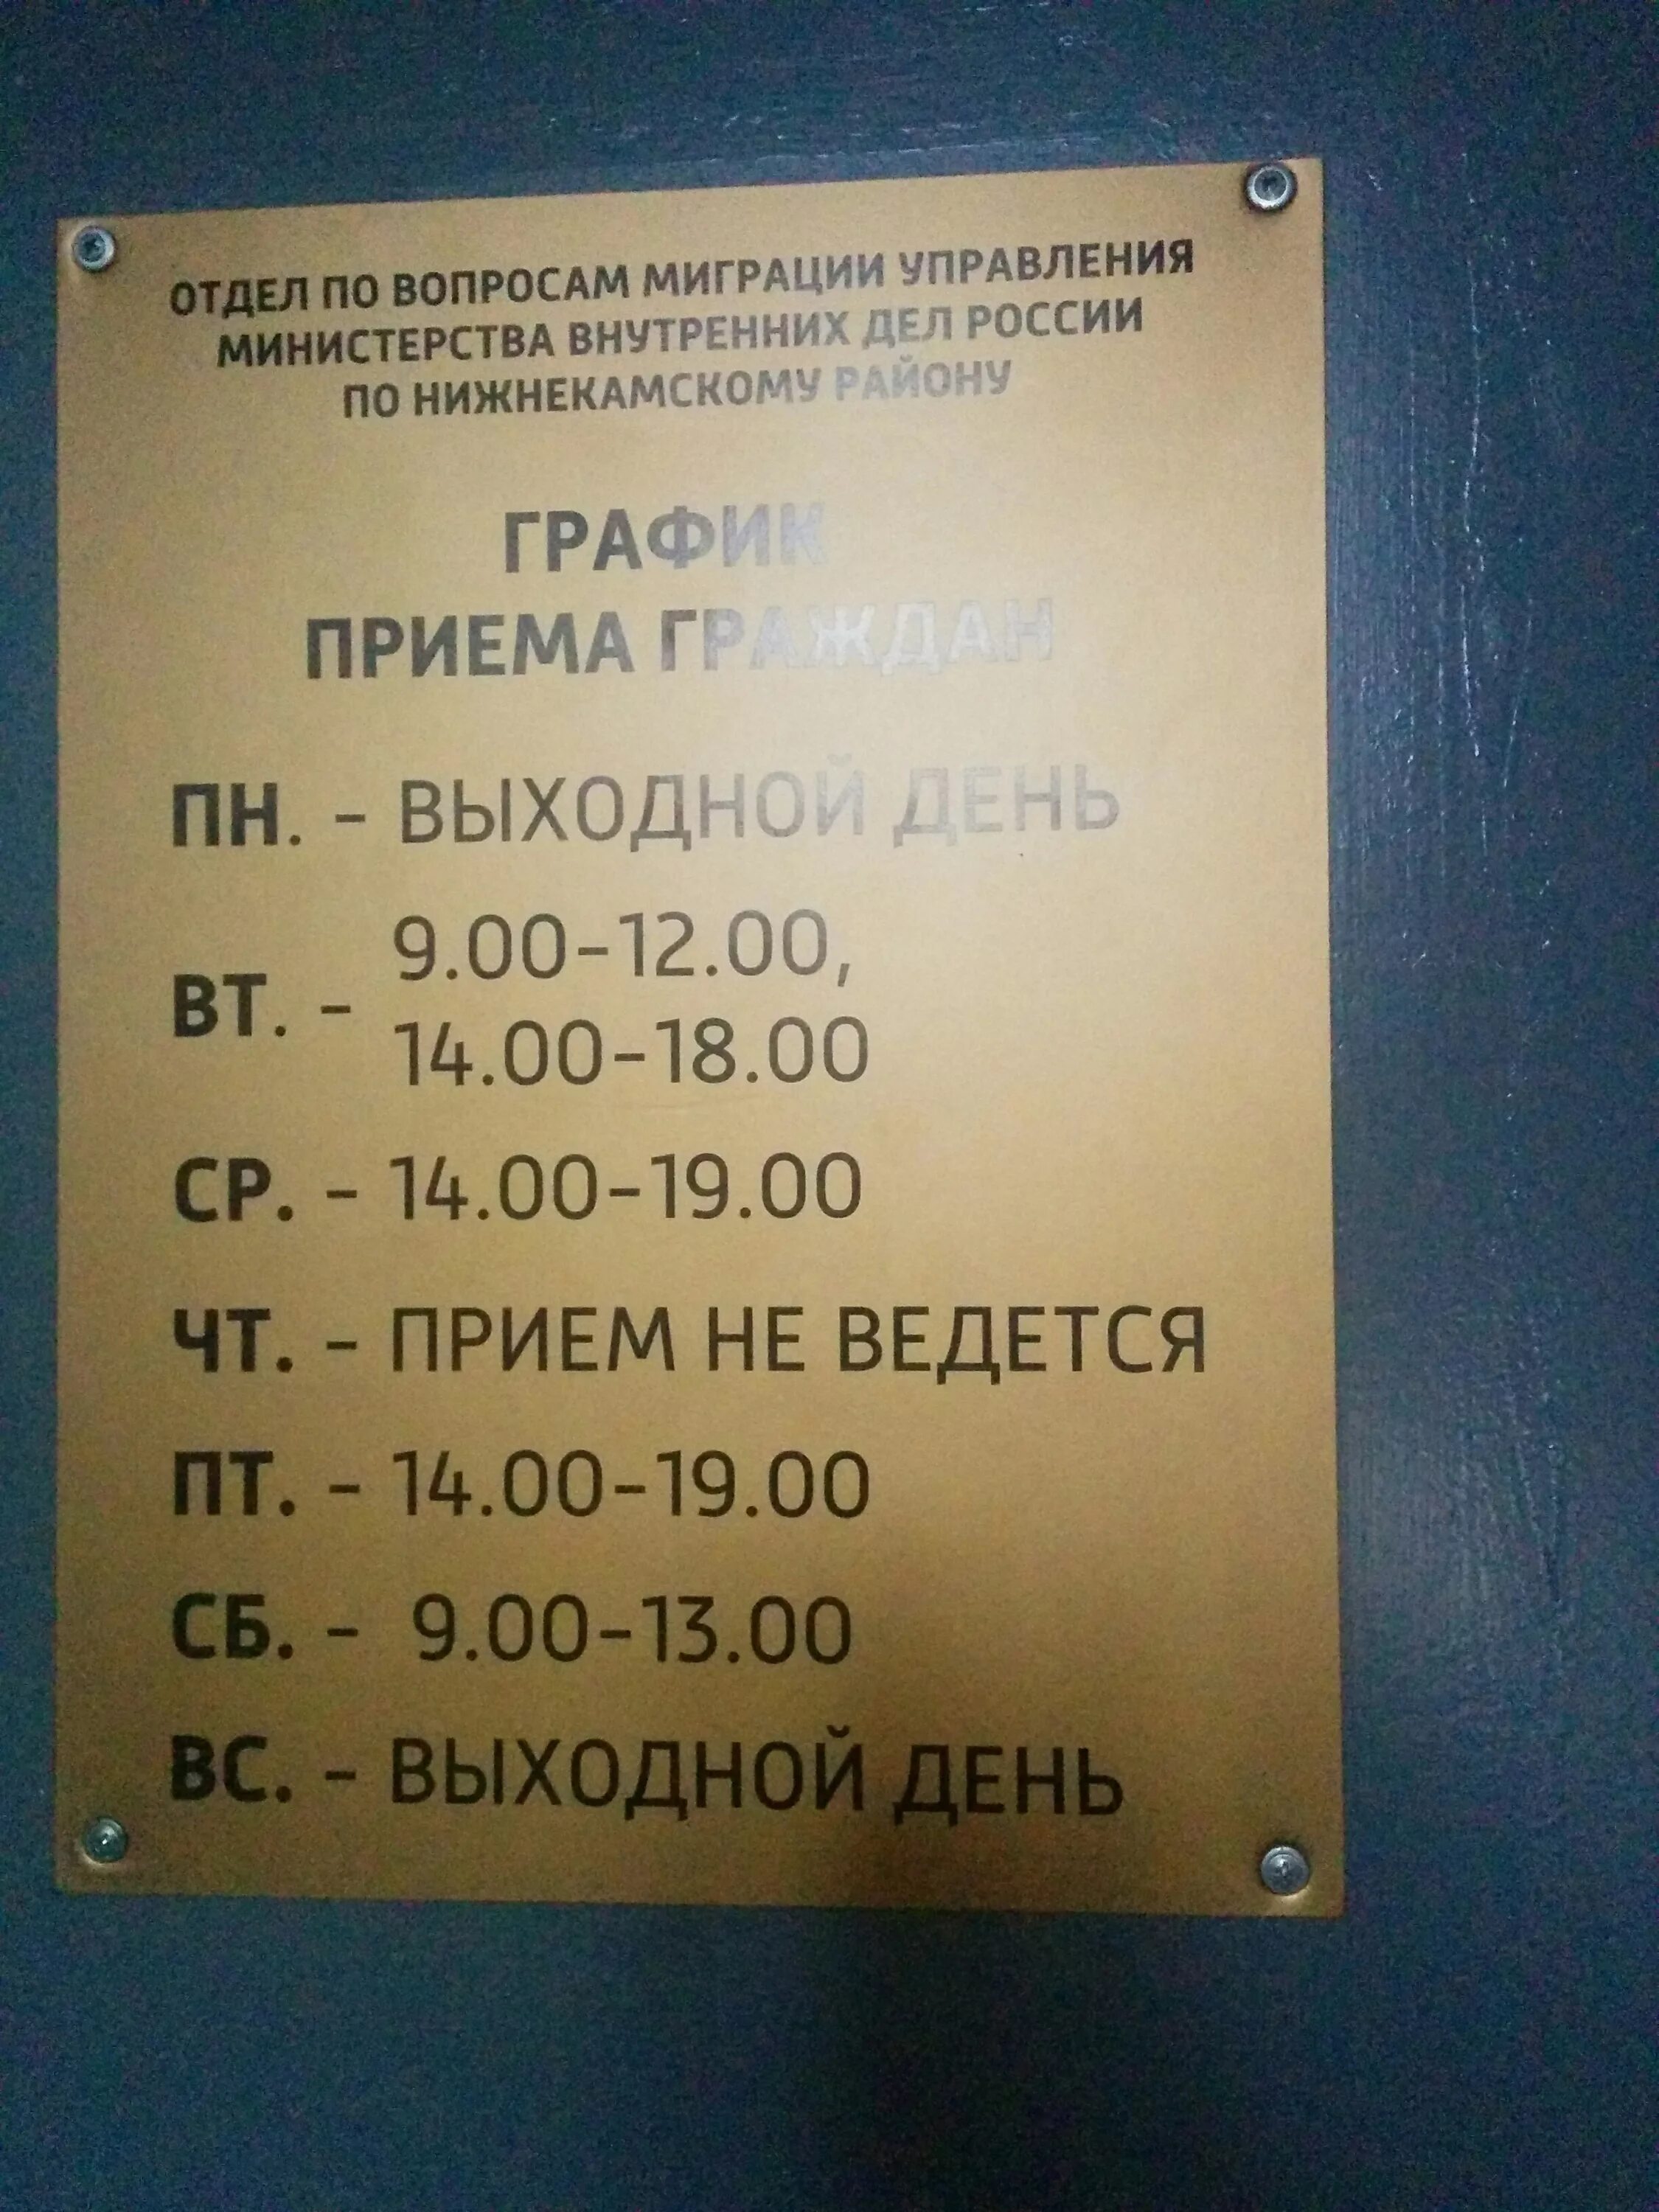 ОТДЕЛ ПО ВОПРОСАМ МИГРАЦИИ УПРАВЛЕНИЯ
МИНИСТЕРСТВА ВНУТРЕННИХ ДЕЛ РОССИИ
ПО НИЖНЕКАМСКОМУ РАЙОНУ
ГРАФИК
ПРИЕМА ГРАЖДАН
ПН. - ВЫХОДНОЙ ДЕНЬ
ВТ. - 9.00-12.00,
14.00-18.00
СР. - 14.00-19.00
ЧТ. - ПРИЕМ НЕ ВЕДЕТСЯ
ПТ. - 14.00-19.00
СБ. - 9.00-13.00
ВС. - ВЫХОДНОЙ ДЕНЬ